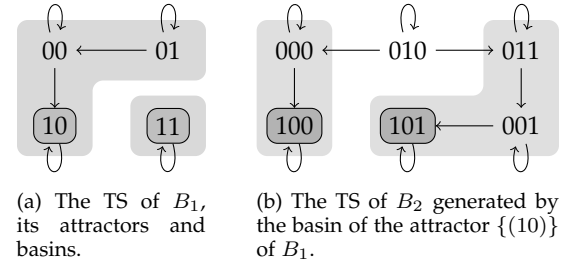 00 01 000 010 011
10 11 100 101 001
(a) The TS of B₁,
its attractors and
basins.
(b) The TS of B₂ generated by
the basin of the attractor {(10)}
of B₁.